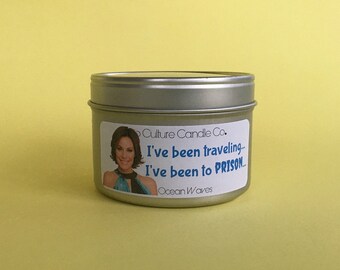 Culture Candle Co.
I've been traveling...
I've been to PRISON...
Ocean Waves